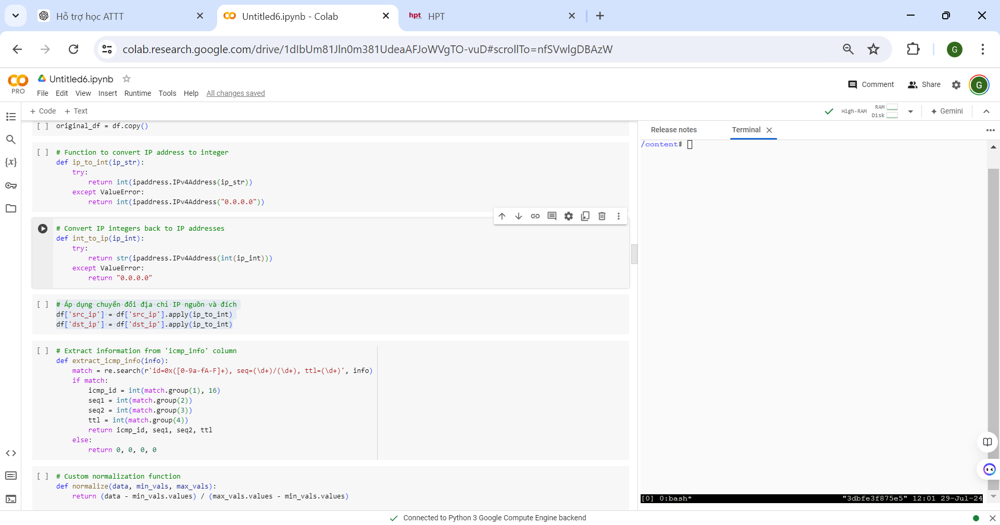 Hỗ trợ học ATTT
Untitled6.ipynb - Colab
hpt HPT
colab.research.google.com/drive/1dIbUm81Jln0m381UdeaAFJoWVgTO-vuD#scrollTo=nfSVwlgDBAzW
G
PRO
Untitled6.ipynb
File Edit View Insert Runtime Tools Help All changes saved
Comment Share G
+ Code + Text
High-RAM RAM Disk Gemini
[ ] original_df = df.copy()
[ ] # Function to convert IP address to integer
def ip_to_int(ip_str):
try:
return int(ipaddress.IPv4Address(ip_str))
except ValueError:
return int(ipaddress.IPv4Address("0.0.0.0"))
# Convert IP integers back to IP addresses
def int_to_ip(ip_int):
try:
return str(ipaddress.IPv4Address(int(ip_int)))
except ValueError:
return "0.0.0.0"
[ ] # Áp dụng chuyển đổi địa chỉ IP nguồn và đích
df['src_ip'] = df['src_ip'].apply(ip_to_int)
df['dst_ip'] = df['dst_ip'].apply(ip_to_int)
[ ] # Extract information from 'icmp_info' column
def extract_icmp_info(info):
match = re.search(r'id=0x([0-9a-fA-F]+), seq=(\d+)/(\d+), ttl=(\d+)', info)
if match:
icmp_id = int(match.group(1), 16)
seq1 = int(match.group(2))
seq2 = int(match.group(3))
ttl = int(match.group(4))
return icmp_id, seq1, seq2, ttl
else:
return 0, 0, 0, 0
[ ] # Custom normalization function
def normalize(data, min_vals, max_vals):
return (data - min_vals.values) / (max_vals.values - min_vals.values)
Release notes
Terminal
/content#
[0] 0:bash* "3dbfe3f875e5" 12:01 29-Jul-24
Connected to Python 3 Google Compute Engine backend